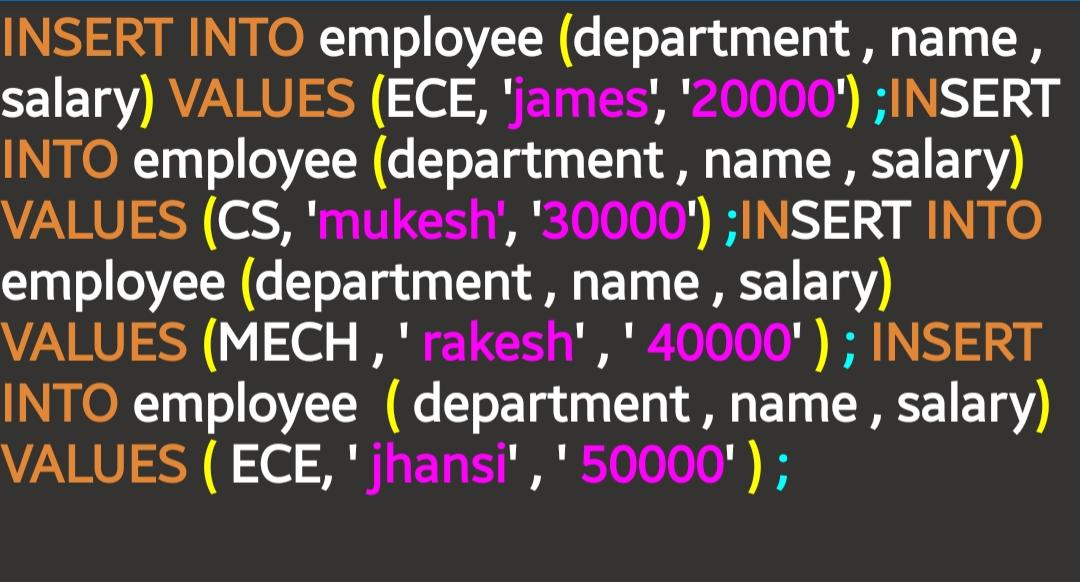 INSERT INTO employee (department , name ,
salary) VALUES (ECE, 'james', '20000') ;INSERT
INTO employee (department , name , salary)
VALUES (CS, 'mukesh', '30000') ;INSERT INTO
employee (department , name , salary)
VALUES (MECH , ' rakesh' , ' 40000' ) ; INSERT
INTO employee ( department , name , salary)
VALUES ( ECE, ' jhansi' , ' 50000' ) ;